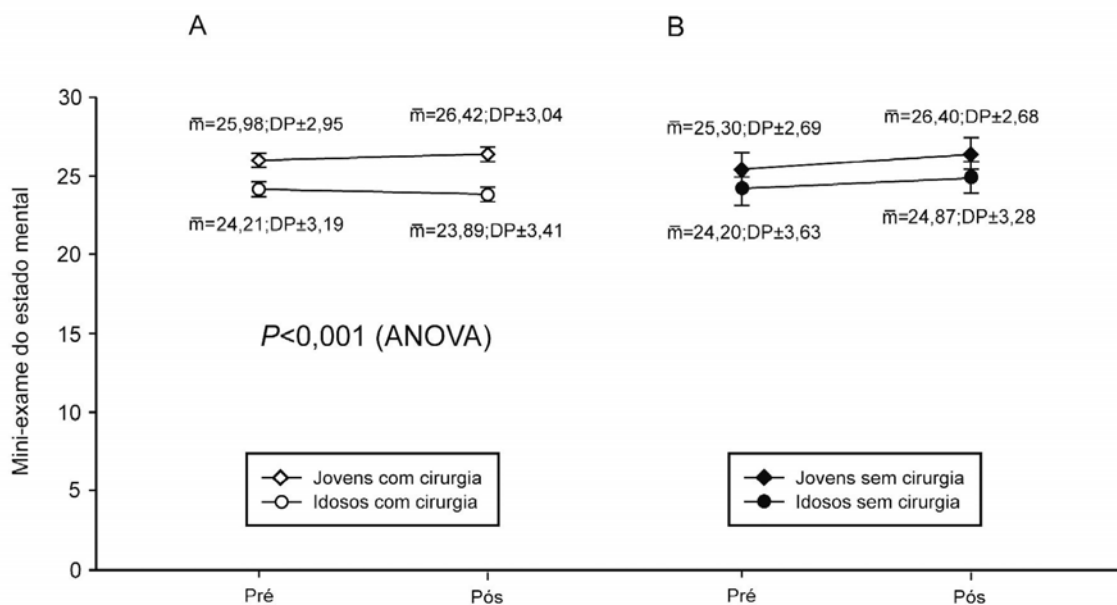 A
B
Mini-exame do estado mental
30
25
20
15
10
5
0
m̅=25,98;DP±2,95
m̅=26,42;DP±3,04
m̅=24,21;DP±3,19
m̅=23,89;DP±3,41
P<0,001 (ANOVA)
Jovens com cirurgia
Idosos com cirurgia
Pré
Pós
m̅=25,30;DP±2,69
m̅=26,40;DP±2,68
m̅=24,20;DP±3,63
m̅=24,87;DP±3,28
Jovens sem cirurgia
Idosos sem cirurgia
Pré
Pós